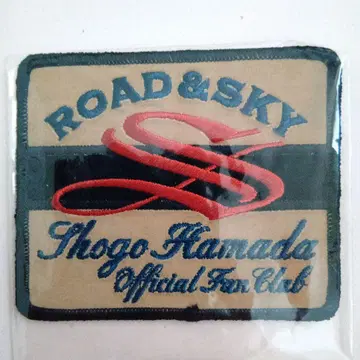 ROAD&SKY
S
Shogo Hamada
Official Fan Club